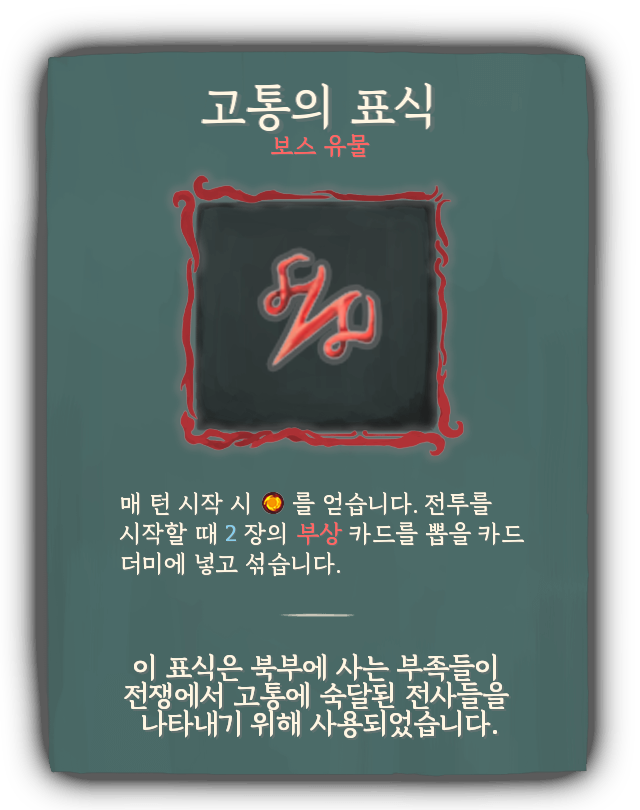 고통의 표식
보스 유물
매 턴 시작 시 를 얻습니다. 전투를
시작할 때 2 장의 부상 카드를 뽑을 카드
더미에 넣고 섞습니다.
이 표식은 북부에 사는 부족들이
전쟁에서 고통에 숙달된 전사들을
나타내기 위해 사용되었습니다.